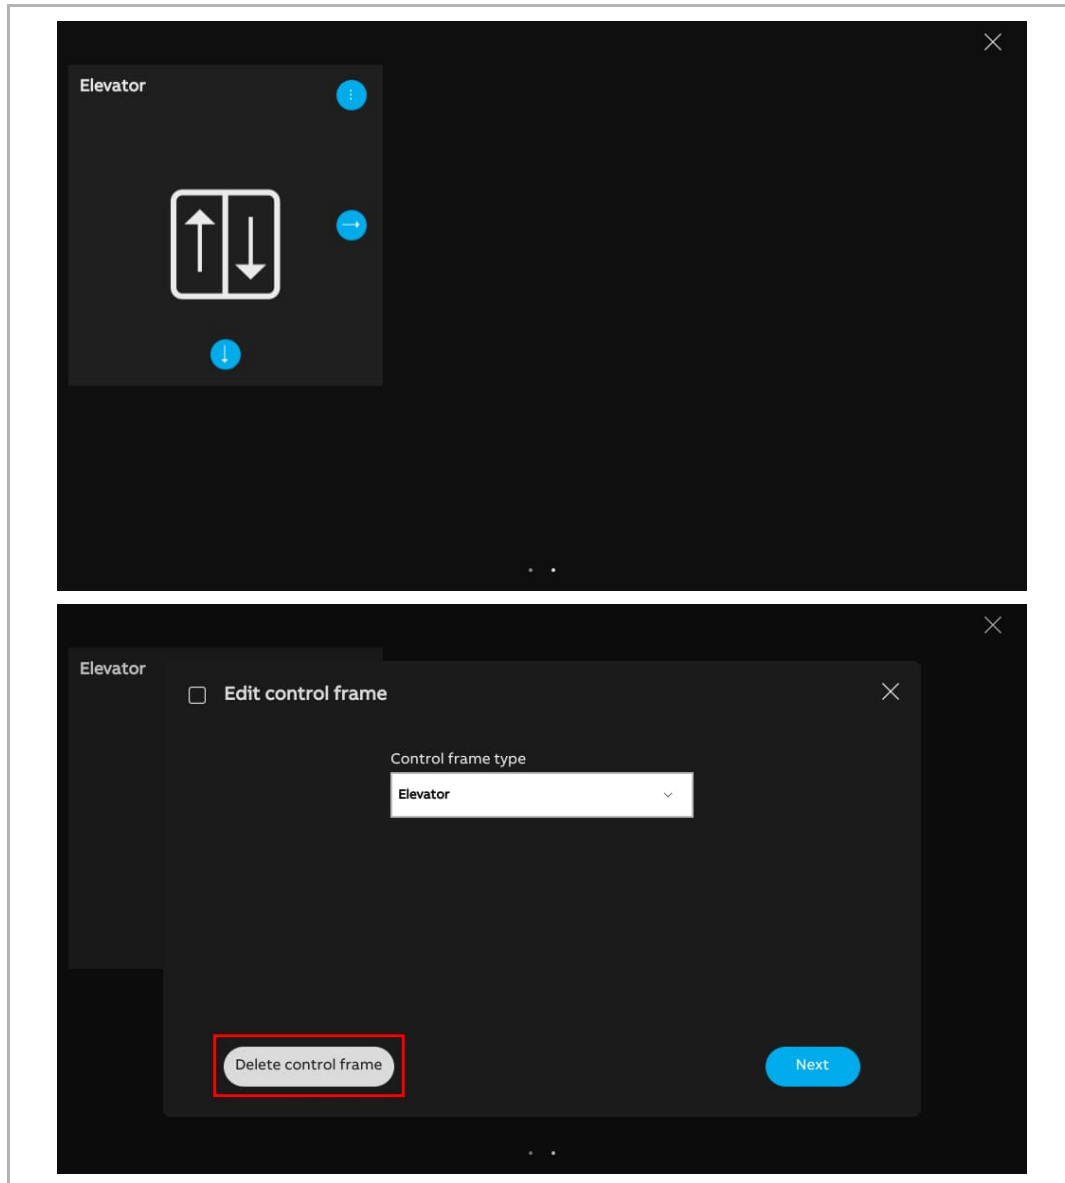 Elevator
Elevator
Edit control frame
Control frame type
Elevator
Delete control frame
Next